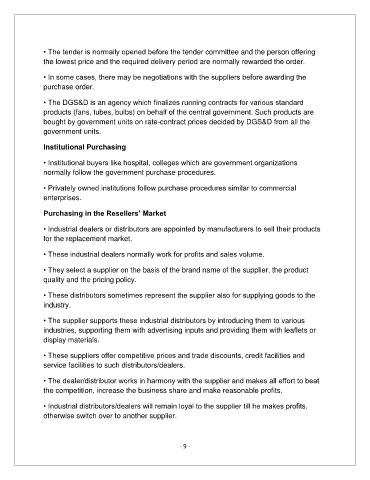 • The tender is normally opened before the tender committee and the person offering
the lowest price and the required delivery period are normally rewarded the order.
• In some cases, there may be negotiations with the suppliers before awarding the
purchase order.
• The DGS&D is an agency which finalizes running contracts for various standard
products (fans, tubes, bulbs) on behalf of the central government. Such products are
bought by government units on rate-contract prices decided by DGS&D from all the
government units.
Institutional Purchasing
• Institutional buyers like hospital, colleges which are government organizations
normally follow the government purchase procedures.
• Privately owned institutions follow purchase procedures similar to commercial
enterprises.
Purchasing in the Resellers' Market
• Industrial dealers or distributors are appointed by manufacturers to sell their products
for the replacement market.
• These industrial dealers normally work for profits and sales volume.
• They select a supplier on the basis of the brand name of the supplier, the product
quality and the pricing policy.
• These distributors sometimes represent the supplier also for supplying goods to the
industry.
• The supplier supports these industrial distributors by introducing them to various
industries, supporting them with advertising inputs and providing them with leaflets or
display materials.
• These suppliers offer competitive prices and trade discounts, credit facilities and
service facilities to such distributors/dealers.
• The dealer/distributor works in harmony with the supplier and makes all effort to beat
the competition, increase the business share and make reasonable profits.
• Industrial distributors/dealers will remain loyal to the supplier till he makes profits,
otherwise switch over to another supplier.
- 9 -